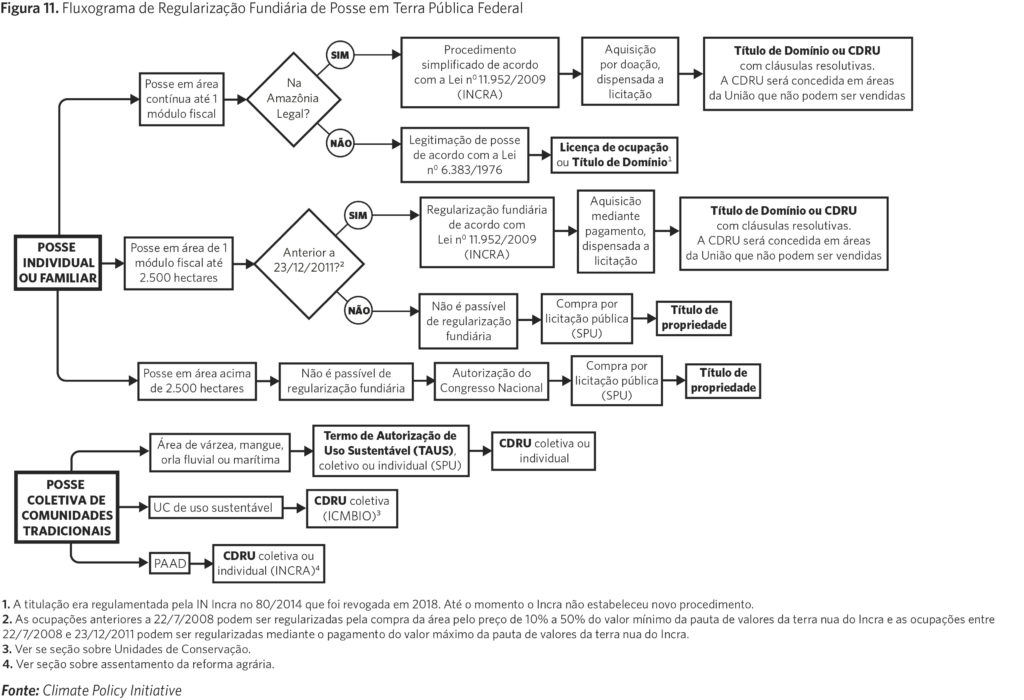 Figura 11. Fluxograma de Regularização Fundiária de Posse em Terra Pública Federal
POSSE
INDIVIDUAL
OU FAMILIAR
Posse em área
contínua até 1
módulo fiscal
Na
Amazônia
Legal?
SIM
Procedimento
simplificado de acordo
com a Lei nº 11.952/2009
(INCRA)
Aquisição
por doação,
dispensada a
licitação
Título de Domínio ou CDRU
com cláusulas resolutivas.
A CDRU será concedida em áreas
da União que não podem ser vendidas
NÃO
Legitimação de posse
de acordo com a Lei
nº 6.383/1976
Licença de ocupação
ou Título de Domínio¹
Posse em área de 1
módulo fiscal até
2.500 hectares
Anterior a
23/12/2011?²
SIM
Regularização fundiária
de acordo com
Lei nº 11.952/2009
(INCRA)
Aquisição
mediante
pagamento,
dispensada a
licitação
Título de Domínio ou CDRU
com cláusulas resolutivas.
A CDRU será concedida em áreas
da União que não podem ser vendidas
NÃO
Não é passível
de regularização
fundiária
Compra por
licitação pública
(SPU)
Título de
propriedade
Posse em área acima
de 2.500 hectares
Não é passível de
regularização fundiária
Autorização do
Congresso Nacional
Compra por
licitação pública
(SPU)
Título de
propriedade
POSSE
COLETIVA DE
COMUNIDADES
TRADICIONAIS
Área de várzea, mangue,
orla fluvial ou marítima
Termo de Autorização de
Uso Sustentável (TAUS),
coletivo ou individual (SPU)
CDRU coletiva ou
individual
UC de uso sustentável
CDRU coletiva
(ICMBIO)³
PAAD
CDRU coletiva ou
individual (INCRA)⁴
1. A titulação era regulamentada pela IN Incra no 80/2014 que foi revogada em 2018. Até o momento o Incra não estabeleceu novo procedimento.
2. As ocupações anteriores a 22/7/2008 podem ser regularizadas pela compra da área pelo preço de 10% a 50% do valor mínimo da pauta de valores da terra nua do Incra e as ocupações entre
22/7/2008 e 23/12/2011 podem ser regularizadas mediante o pagamento do valor máximo da pauta de valores da terra nua do Incra.
3. Ver se seção sobre Unidades de Conservação.
4. Ver seção sobre assentamento da reforma agrária.
Fonte: Climate Policy Initiative